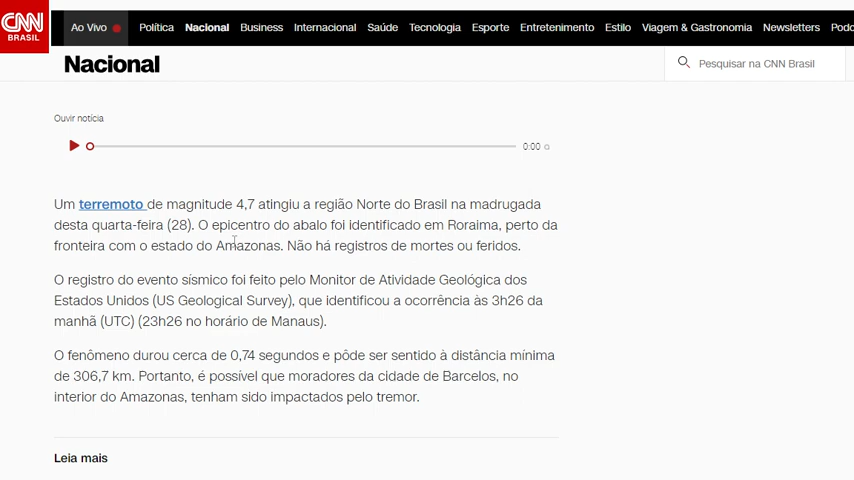 CNN
BRASIL
Ao Vivo Política Nacional Business Internacional Saúde Tecnologia Esporte Entretenimento Estilo Viagem & Gastronomia Newsletters Podc
Nacional
Pesquisar na CNN Brasil
Ouvir notícia
0:00
Um terremoto de magnitude 4,7 atingiu a região Norte do Brasil na madrugada
desta quarta-feira (28). O epicentro do abalo foi identificado em Roraima, perto da
fronteira com o estado do Amazonas. Não há registros de mortes ou feridos.
O registro do evento sísmico foi feito pelo Monitor de Atividade Geológica dos
Estados Unidos (US Geological Survey), que identificou a ocorrência às 3h26 da
manhã (UTC) (23h26 no horário de Manaus).
O fenômeno durou cerca de 0,74 segundos e pôde ser sentido à distância mínima
de 306,7 km. Portanto, é possível que moradores da cidade de Barcelos, no
interior do Amazonas, tenham sido impactados pelo tremor.
Leia mais